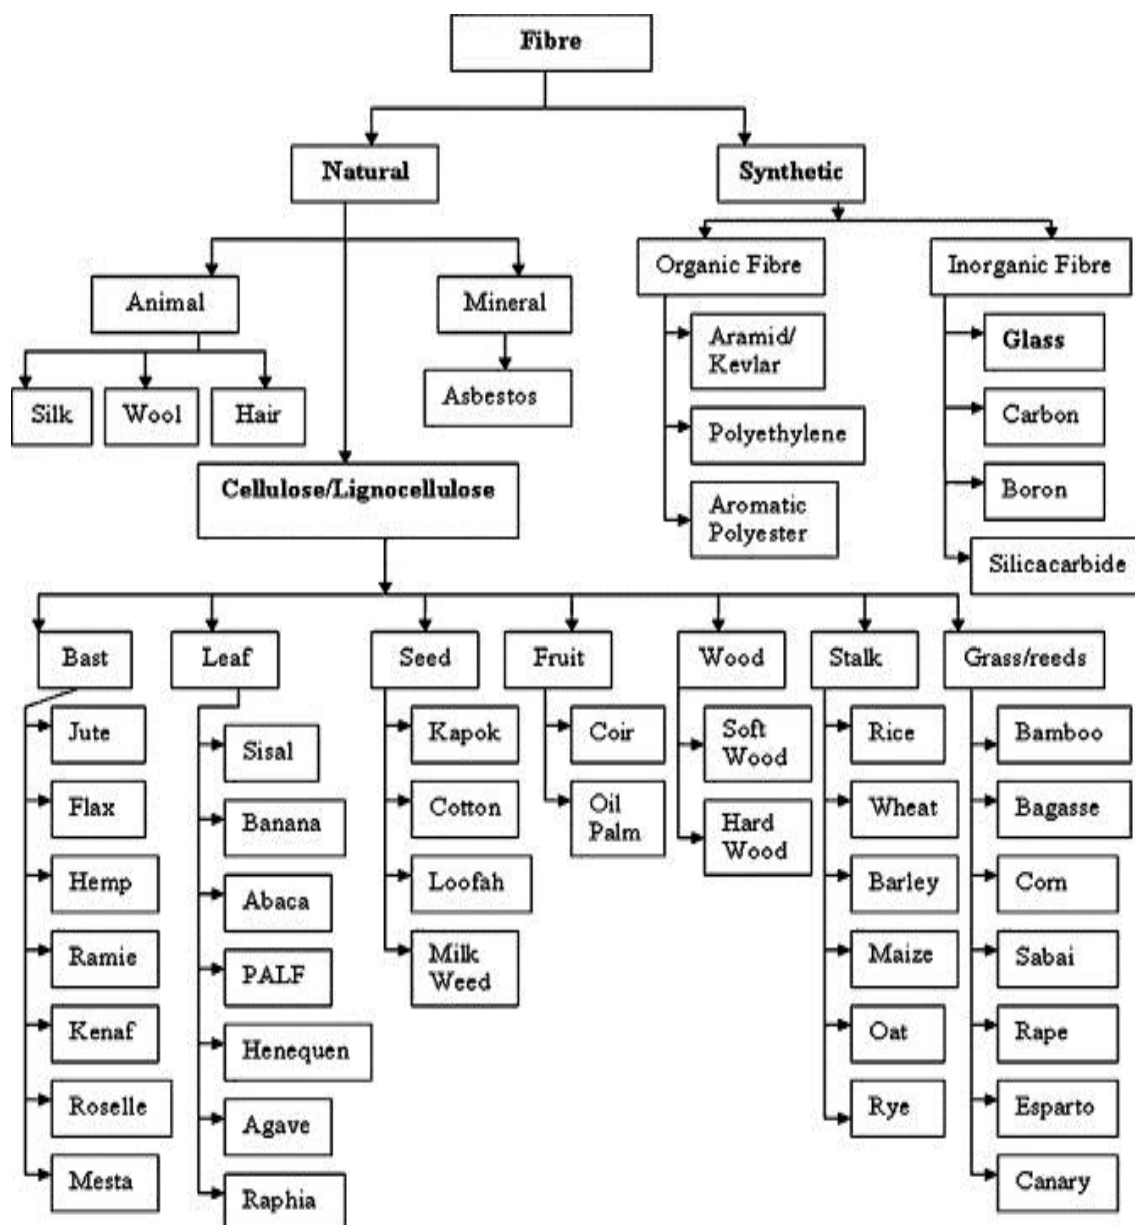 Fibre
Natural
Synthetic
Organic Fibre
Inorganic Fibre
Animal
Mineral
Aramid/
Kevlar
Glass
Silk
Wool
Hair
Asbestos
Polyethylene
Carbon
Cellulose/Lignocellulose
Aromatic
Polyester
Boron
Silicacarbide
Bast
Leaf
Seed
Fruit
Wood
Stalk
Grass/reeds
Jute
Flax
Hemp
Ramie
Kenaf
Roselle
Mesta
Sisal
Banana
Abaca
PALF
Henequen
Agave
Raphia
Kapok
Cotton
Loofah
Milk
Weed
Coir
Oil
Palm
Soft
Wood
Hard
Wood
Rice
Wheat
Barley
Maize
Oat
Rye
Bamboo
Bagasse
Corn
Sabai
Rape
Esparto
Canary